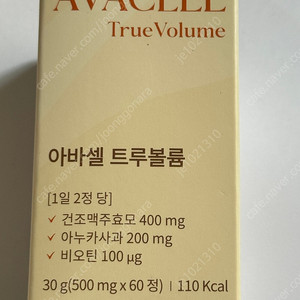 AVACELL
TrueVolume
아바셀 트루볼륨
[1일 2정 당]
✓ 건조맥주효모 400 mg
✓ 아누카사과 200 mg
✓ 비오틴 100 μg
30 g(500 mg x 60 정) | 110 Kcal